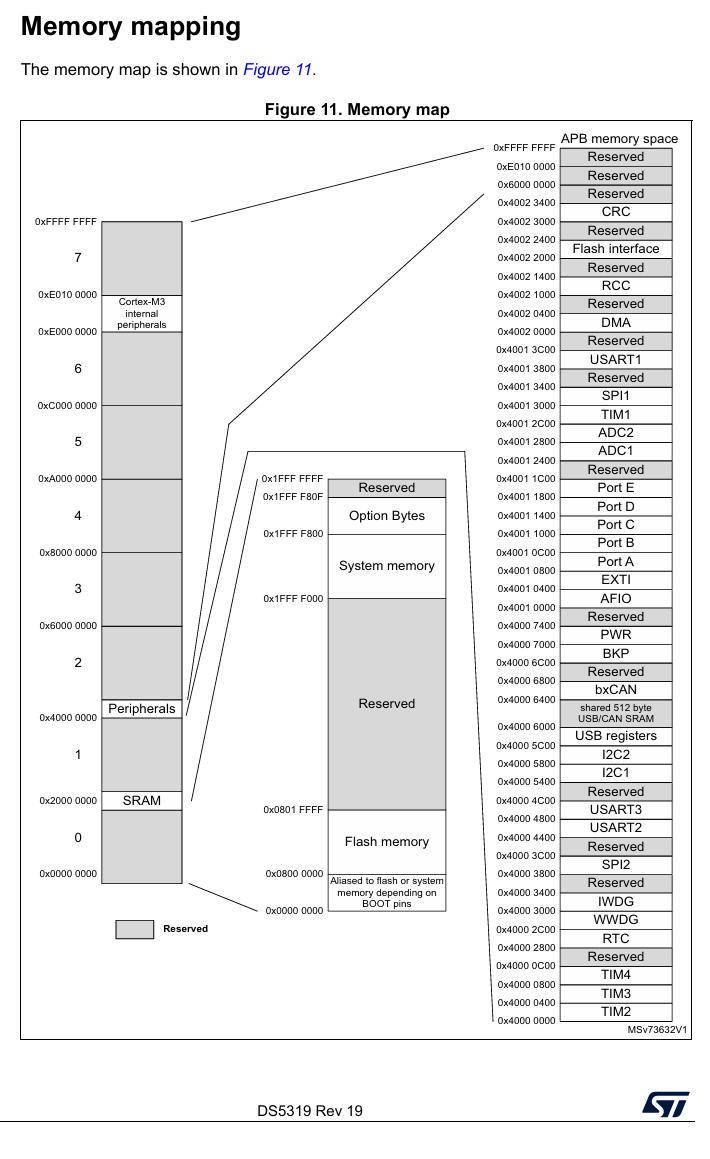 Memory mapping
The memory map is shown in Figure 11.
Figure 11. Memory map
0xFFFF FFFF
7
0xE010 0000
Cortex-M3
internal
peripherals
0xE000 0000
6
0xC000 0000
5
0xA000 0000
4
0x8000 0000
3
0x6000 0000
2
Peripherals
0x4000 0000
1
0x2000 0000
SRAM
0
0x0000 0000
Reserved
0x1FFF FFFF
Reserved
0x1FFF F80F
Option Bytes
0x1FFF F800
System memory
0x1FFF F000
Reserved
0x0801 FFFF
Flash memory
0x0800 0000
Aliased to flash or system
memory depending on
BOOT pins
0x0000 0000
APB memory space
0xFFFF FFFF
Reserved
0xE010 0000
Reserved
0x6000 0000
Reserved
0x4002 3400
CRC
0x4002 3000
Reserved
0x4002 2400
Flash interface
0x4002 2000
Reserved
0x4002 1400
RCC
0x4002 1000
Reserved
0x4002 0400
DMA
0x4002 0000
Reserved
0x4001 3C00
USART1
0x4001 3800
Reserved
0x4001 3400
SPI1
0x4001 3000
TIM1
0x4001 2C00
ADC2
0x4001 2800
ADC1
0x4001 2400
Reserved
0x4001 1C00
Port E
0x4001 1800
Port D
0x4001 1400
Port C
0x4001 1000
Port B
0x4001 0C00
Port A
0x4001 0800
EXTI
0x4001 0400
AFIO
0x4001 0000
Reserved
0x4000 7400
PWR
0x4000 7000
BKP
0x4000 6C00
Reserved
0x4000 6800
bxCAN
0x4000 6400
shared 512 byte
USB/CAN SRAM
0x4000 6000
USB registers
0x4000 5C00
I2C2
0x4000 5800
I2C1
0x4000 5400
Reserved
0x4000 4C00
USART3
0x4000 4800
USART2
0x4000 4400
Reserved
0x4000 3C00
SPI2
0x4000 3800
Reserved
0x4000 3400
IWDG
0x4000 3000
WWDG
0x4000 2C00
RTC
0x4000 2800
Reserved
0x4000 0C00
TIM4
0x4000 0800
TIM3
0x4000 0400
TIM2
0x4000 0000
MSv73632V1
DS5319 Rev 19
ST